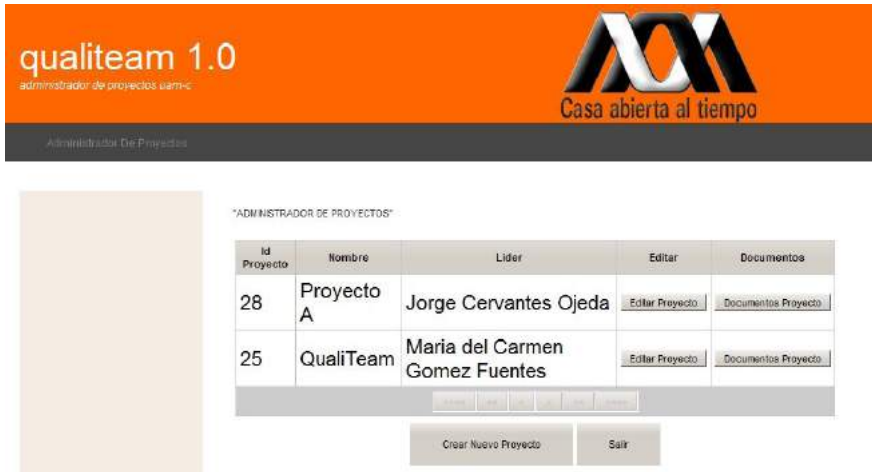 qualiteam 1.0
administrador de proyectos uam-c
Casa abierta al tiempo
Administrador De Proyectos
"ADMINISTRADOR DE PROYECTOS"
Id Proyecto Nombre Lider Editar Documentos
28 Proyecto A Jorge Cervantes Ojeda Editar Proyecto Documentos Proyecto
25 QualiTeam Maria del Carmen Gomez Fuentes Editar Proyecto Documentos Proyecto
Crear Nuevo Proyecto Salir